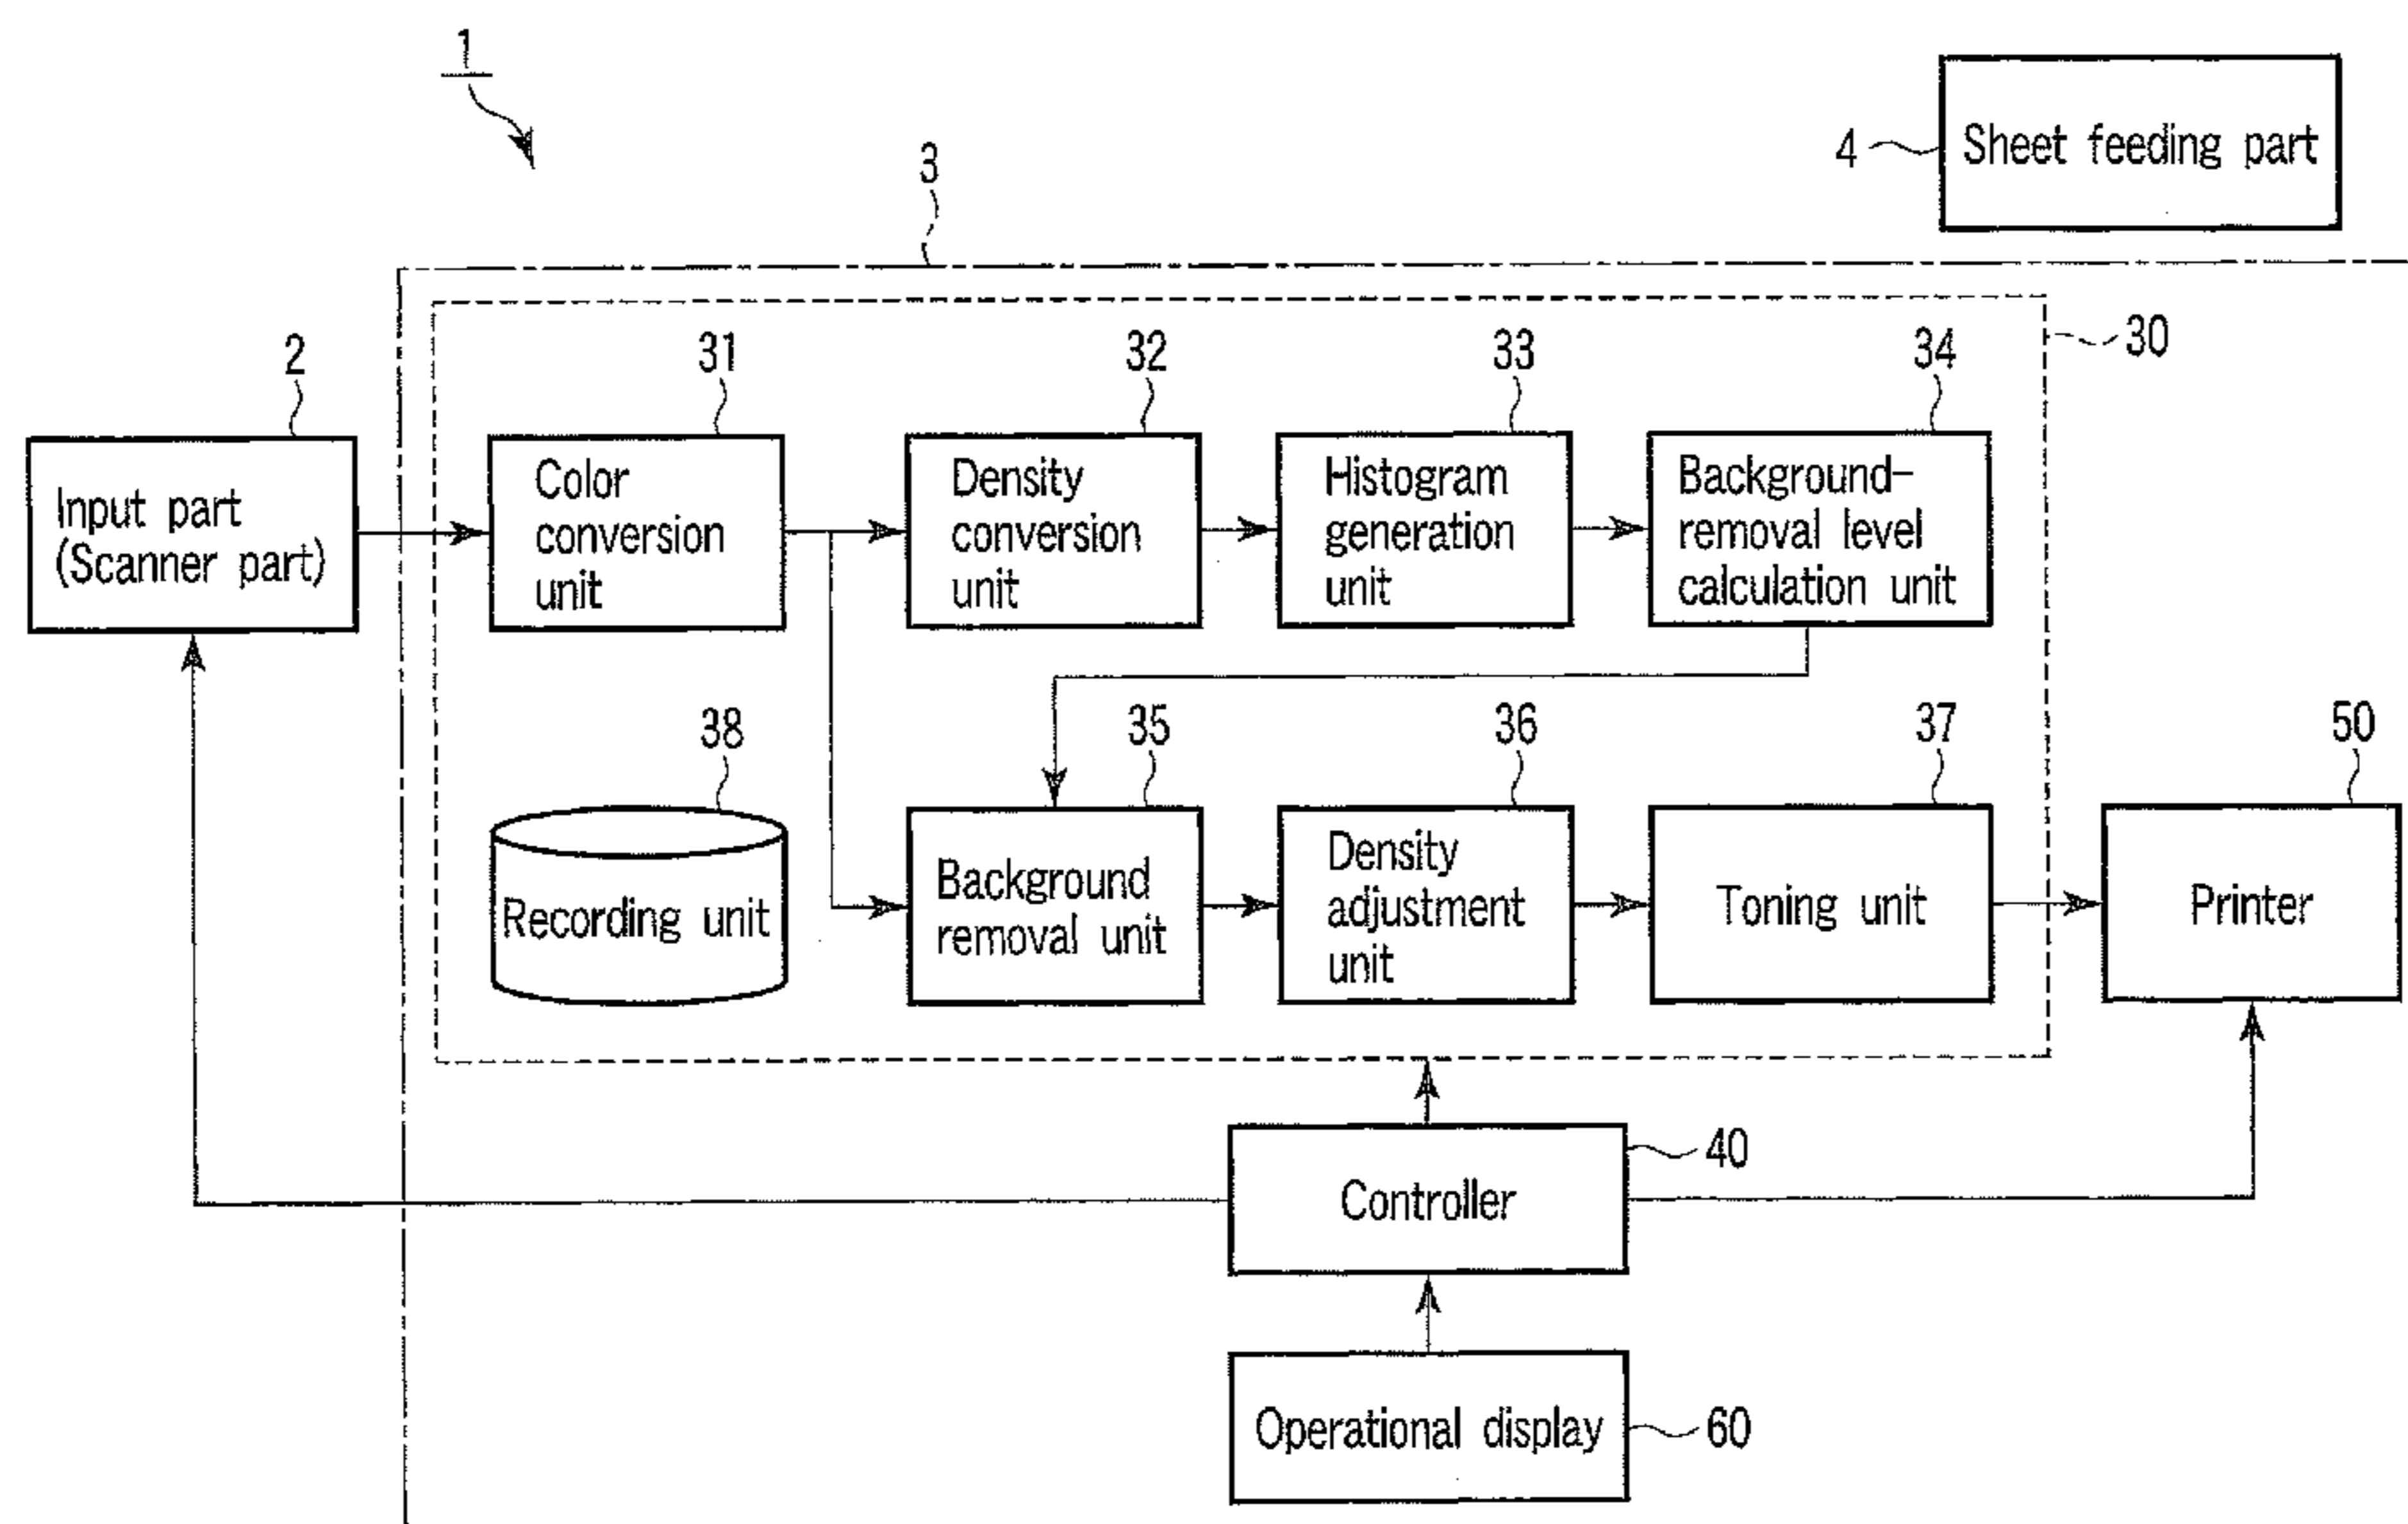 1
4
Sheet feeding part
3
30
2
31
32
33
34
Input part
(Scanner part)
Color
conversion
unit
Density
conversion
unit
Histogram
generation
unit
Background-
removal level
calculation unit
38
35
36
37
50
Recording unit
Background
removal unit
Density
adjustment
unit
Toning unit
Printer
40
Controller
60
Operational display